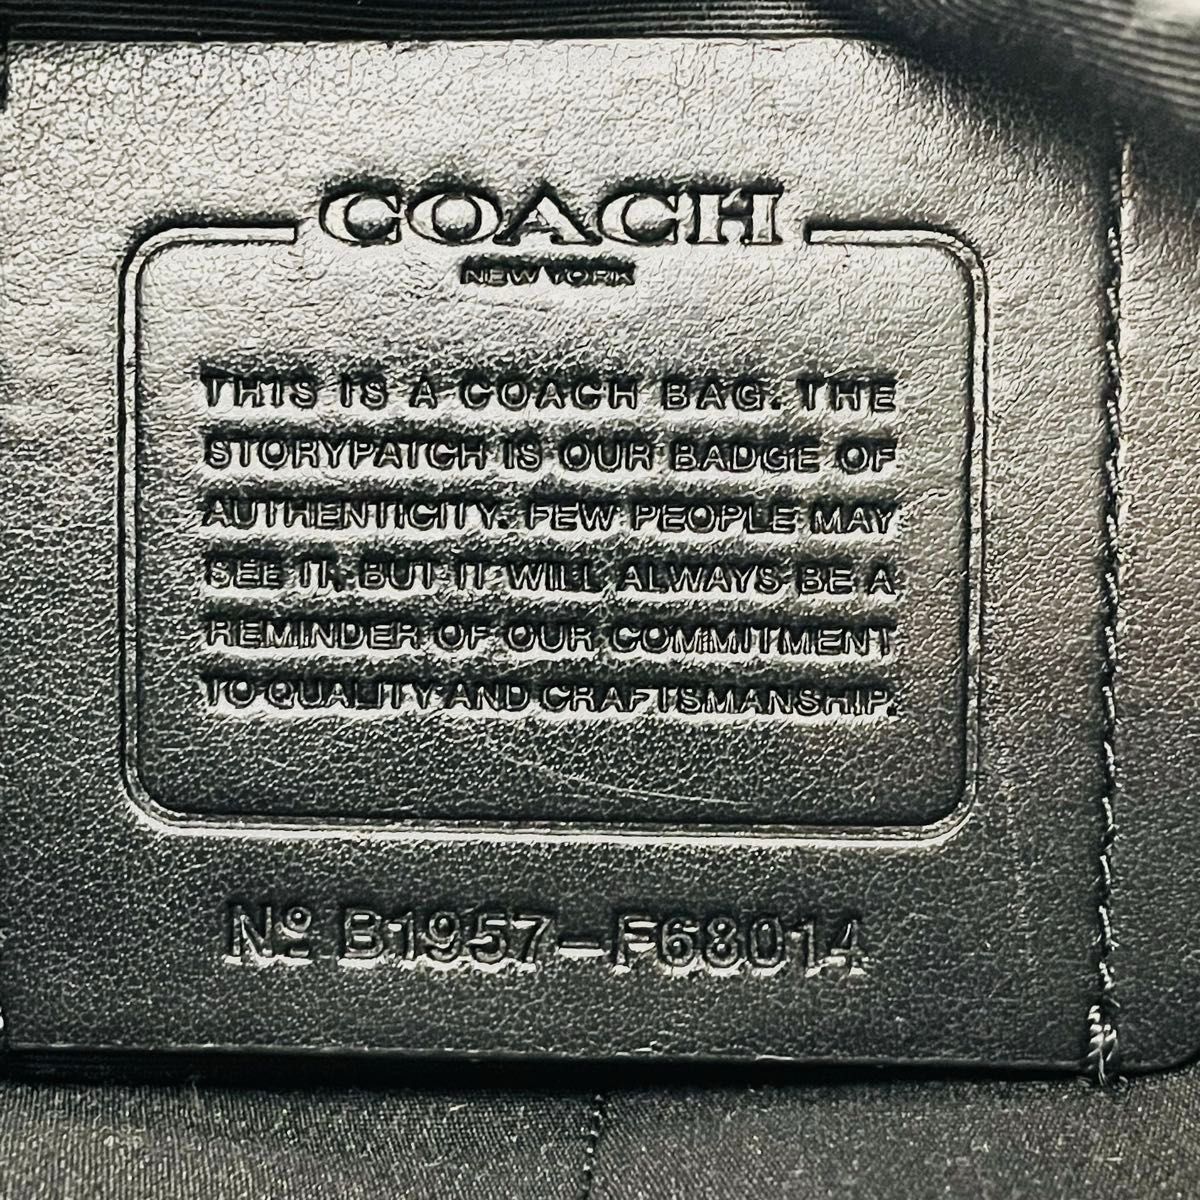 COACH
NEW YORK
THIS IS A COACH BAG. THE
STORYPATCH IS OUR BADGE OF
AUTHENTICITY. FEW PEOPLE MAY
SEE IT, BUT IT WILL ALWAYS BE A
REMINDER OF OUR COMMITMENT
TO QUALITY AND CRAFTSMANSHIP.
Nº B1957-F68014